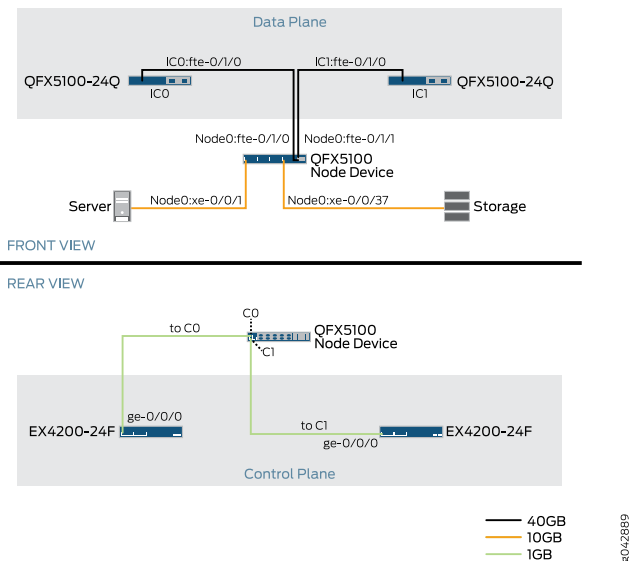 Data Plane
IC0:fte-0/1/0
IC1:fte-0/1/0
QFX5100-24Q
IC0
IC1
QFX5100-24Q
Node0:fte-0/1/0
Node0:fte-0/1/1
QFX5100
Node Device
Server
Node0:xe-0/0/1
Node0:xe-0/0/37
Storage
FRONT VIEW
REAR VIEW
C0
to C0
QFX5100
Node Device
C1
ge-0/0/0
EX4200-24F
to C1
EX4200-24F
ge-0/0/0
Control Plane
40GB
10GB
1GB
g042889